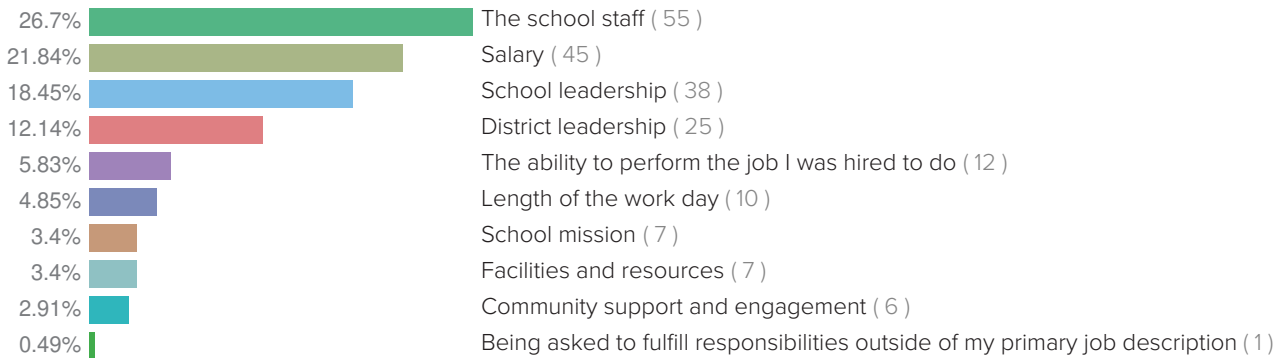 26.7% The school staff ( 55 )
21.84% Salary ( 45 )
18.45% School leadership ( 38 )
12.14% District leadership ( 25 )
5.83% The ability to perform the job I was hired to do ( 12 )
4.85% Length of the work day ( 10 )
3.4% School mission ( 7 )
3.4% Facilities and resources ( 7 )
2.91% Community support and engagement ( 6 )
0.49% Being asked to fulfill responsibilities outside of my primary job description ( 1 )